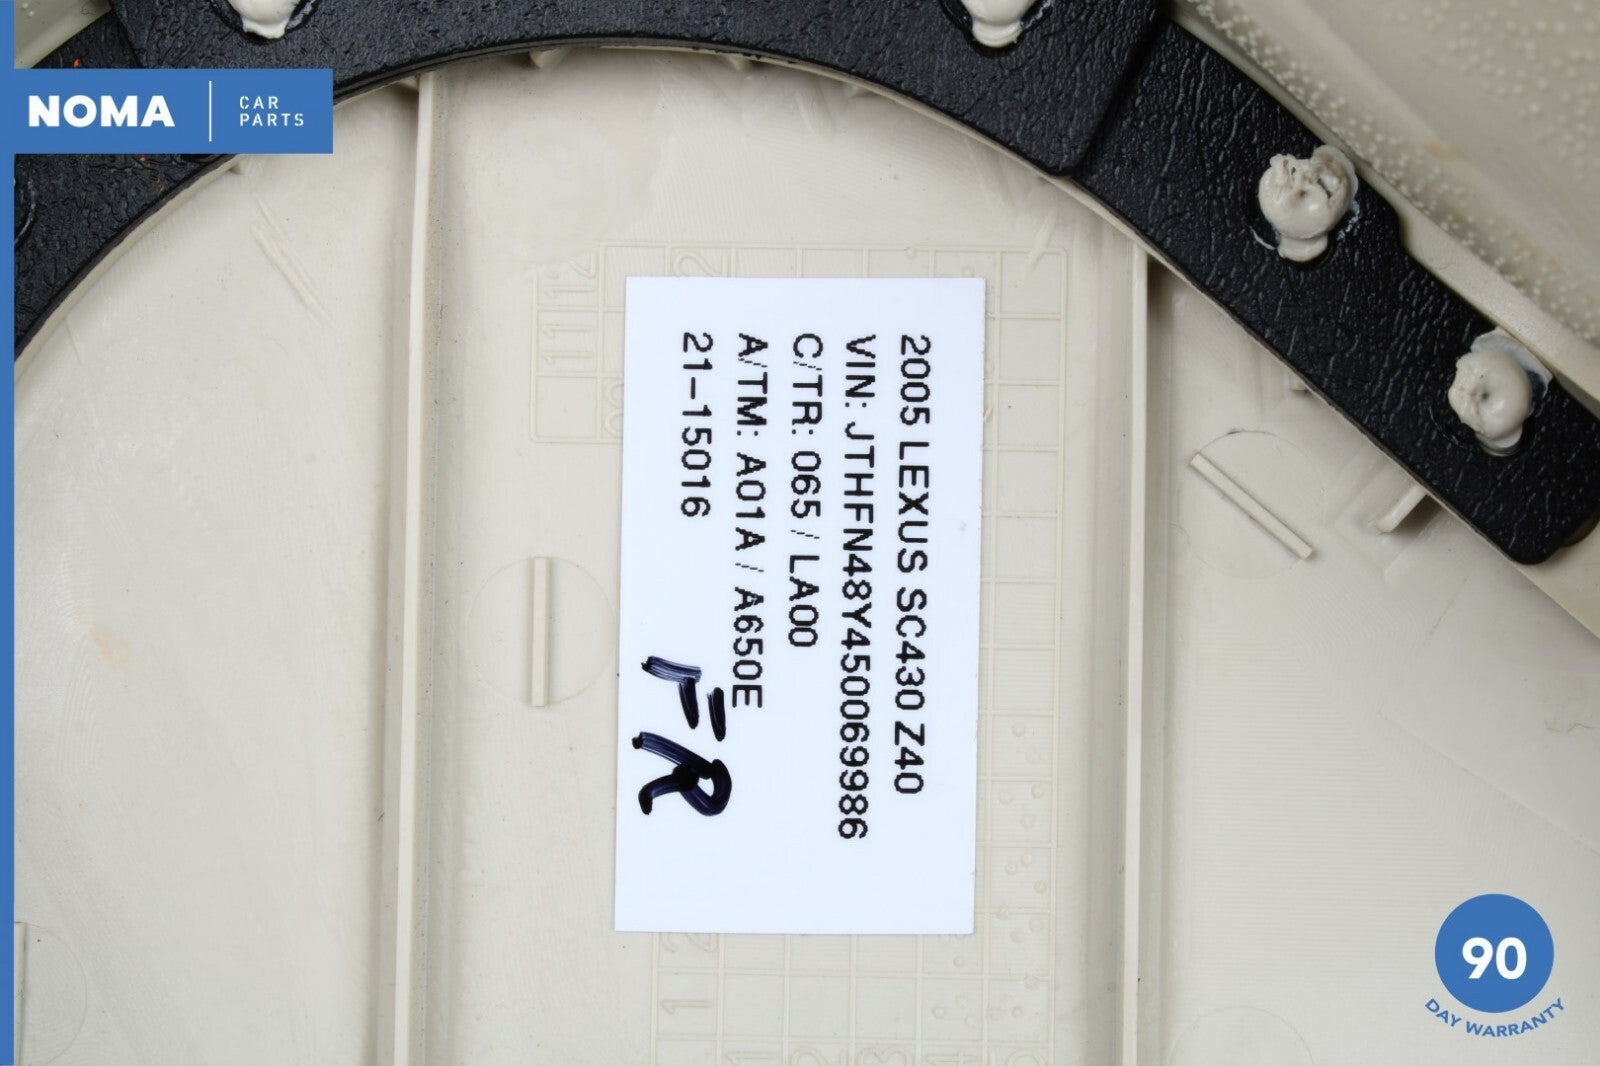 NOMA
CAR
PARTS
2005 LEXUS SC430 Z40
VIN: JTHFN48Y450069986
C/TR: 065 / LA00
A/TM: A01A / A650E
21-15016
FR
90
DAY WARRANTY